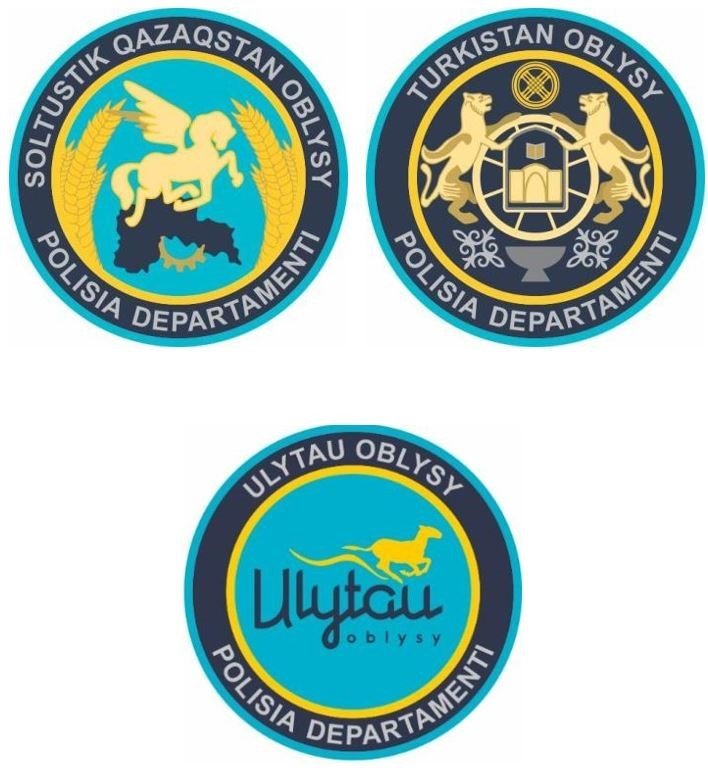 SOLTUSTIK QAZAQSTAN OBLYSY
POLISIA DEPARTAMENTI
TURKISTAN OBLYSY
POLISIA DEPARTAMENTI
ULYTAU OBLYSY
Ulytau
oblysy
POLISIA DEPARTAMENTI